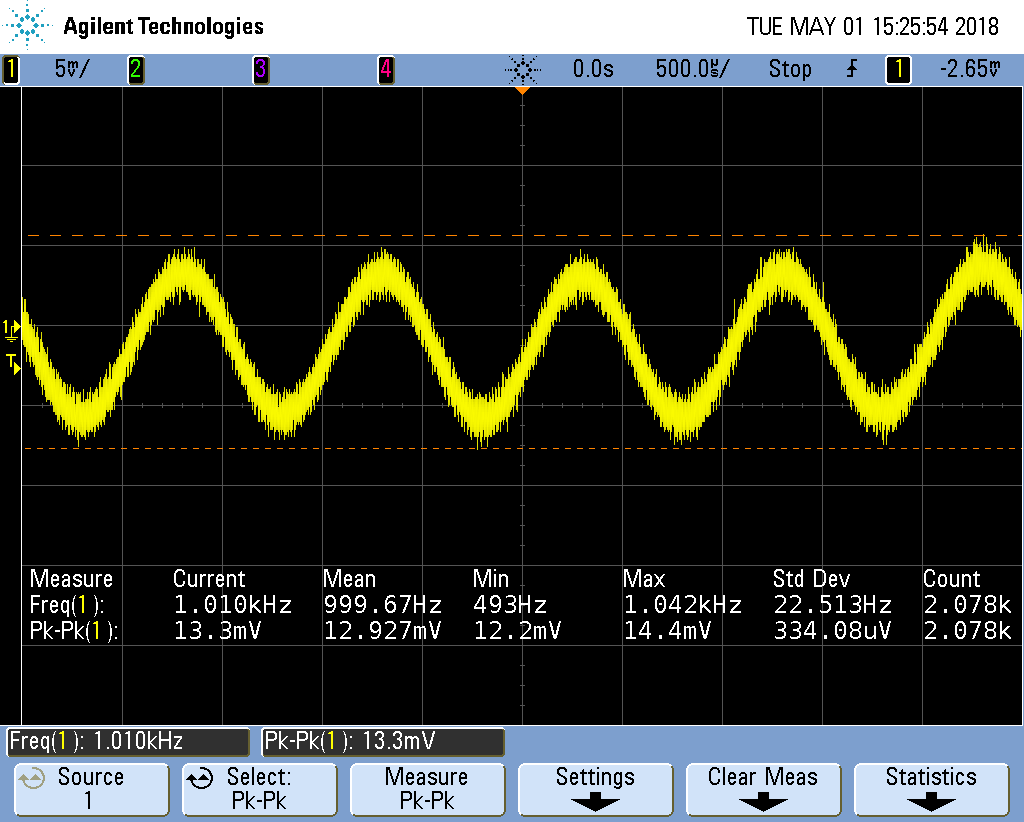 Agilent Technologies TUE MAY 01 15:25:54 2018
1 5mV/ 2 3 4 0.0s 500.0µs/ Stop 1 -2.65mV
1
T
Measure Current Mean Min Max Std Dev Count
Freq(1): 1.010kHz 999.67Hz 493Hz 1.042kHz 22.513Hz 2.078k
Pk-Pk(1): 13.3mV 12.927mV 12.2mV 14.4mV 334.08uV 2.078k
Freq(1): 1.010kHz Pk-Pk(1): 13.3mV
Source Select: Measure Settings Clear Meas Statistics
1 Pk-Pk Pk-Pk